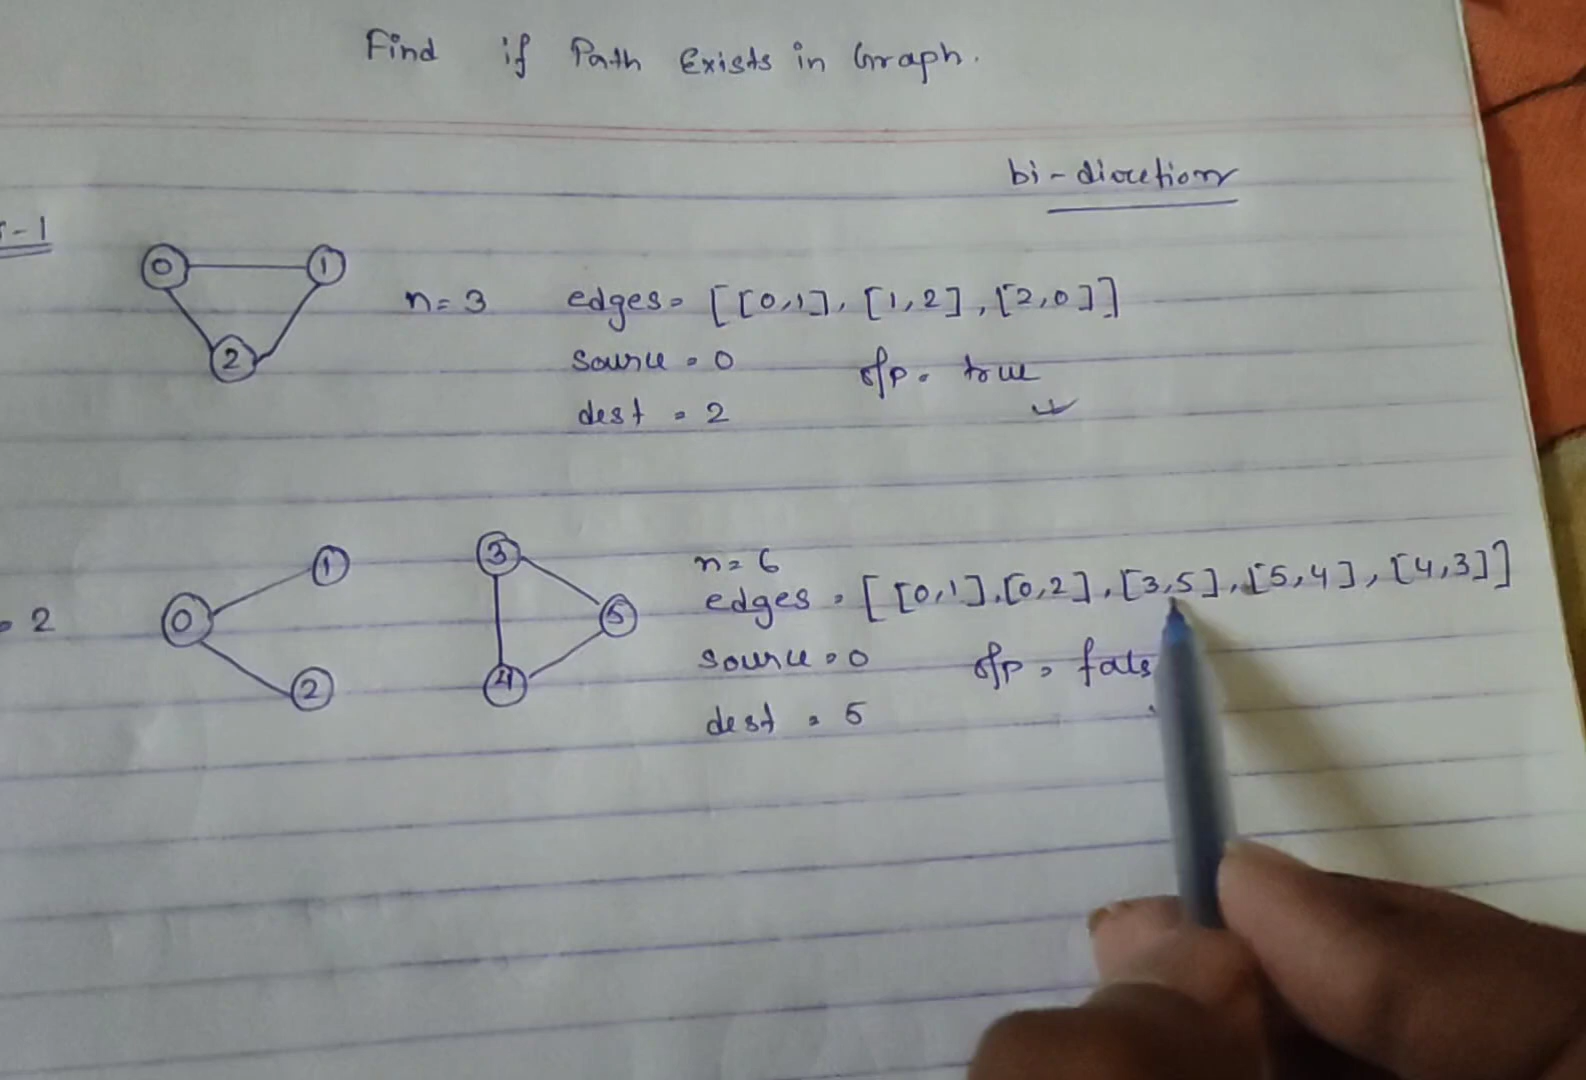 Find if Path Exists in Graph.
bi-direction
-1
0 1 2
n=3 edges= [[0,1], [1,2], [2,0]]
source = 0 o/p = true
dest = 2
= 2
0 1 2 3 5 4
n=6
edges = [[0,1],[0,2],[3,5],[5,4],[4,3]]
source = 0 o/p = fals
dest = 5